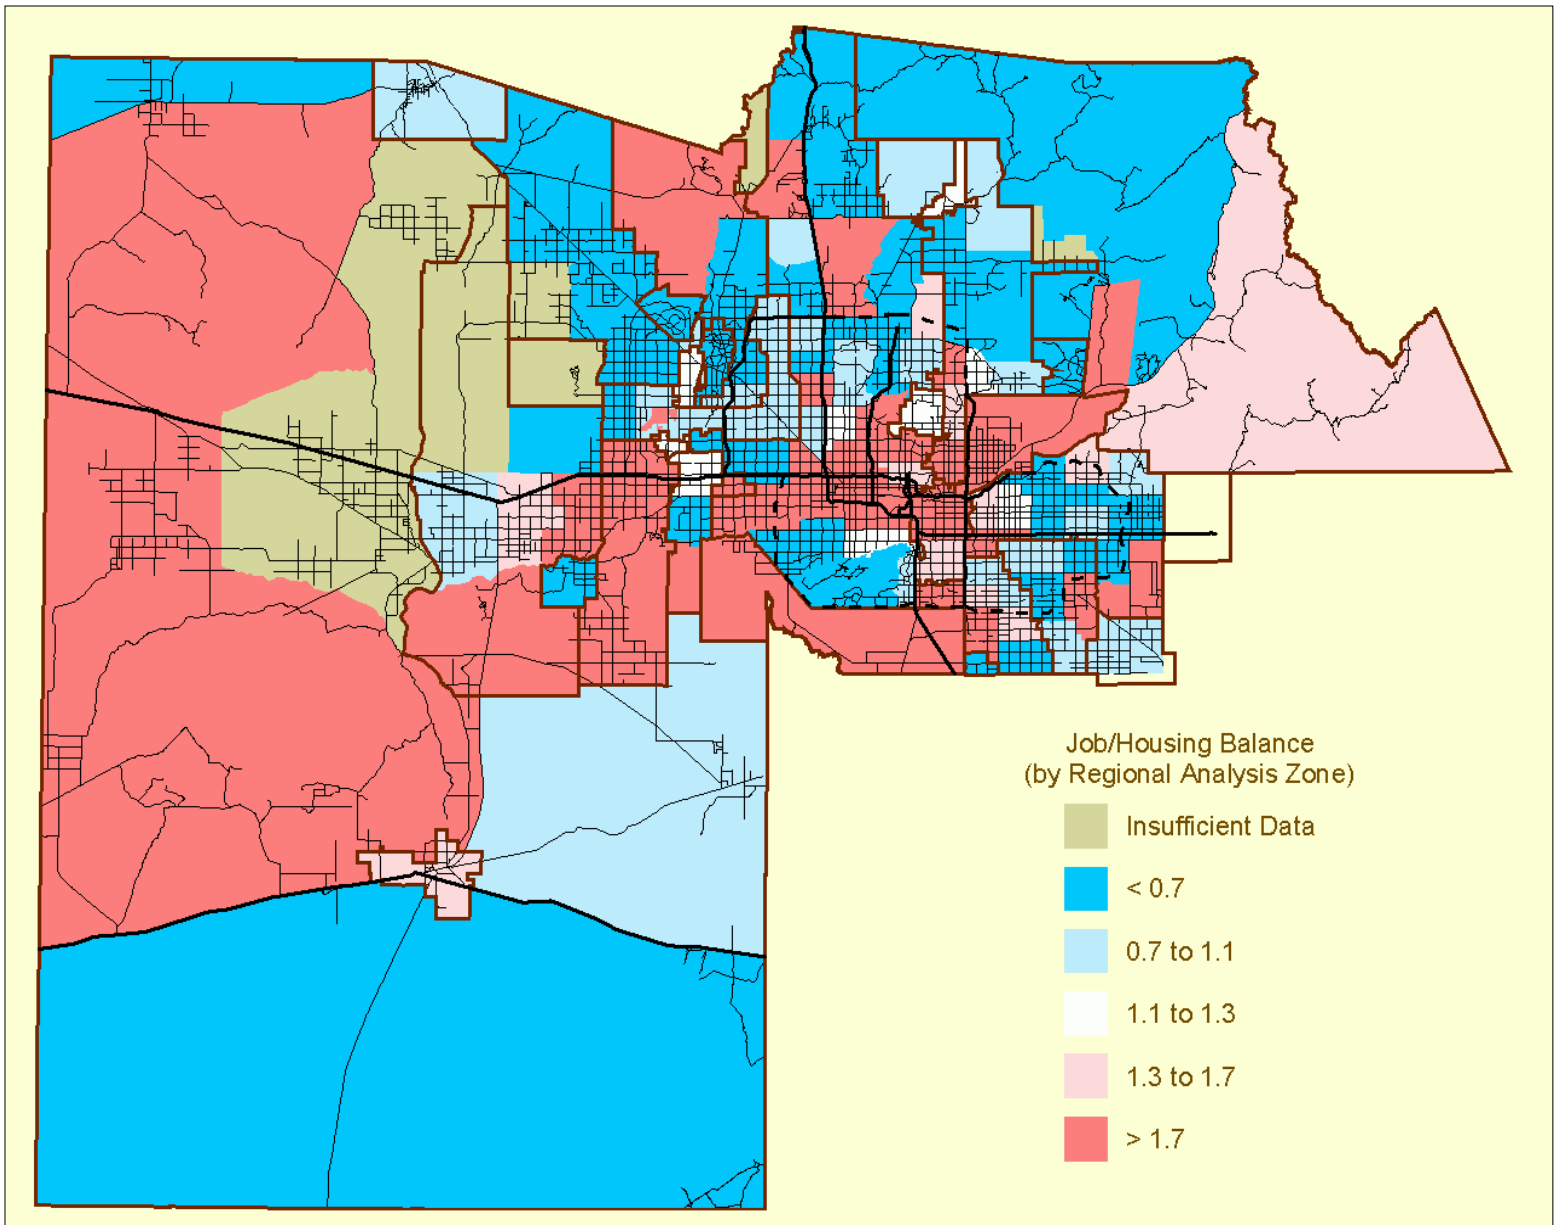 Job/Housing Balance
(by Regional Analysis Zone)
Insufficient Data
< 0.7
0.7 to 1.1
1.1 to 1.3
1.3 to 1.7
> 1.7